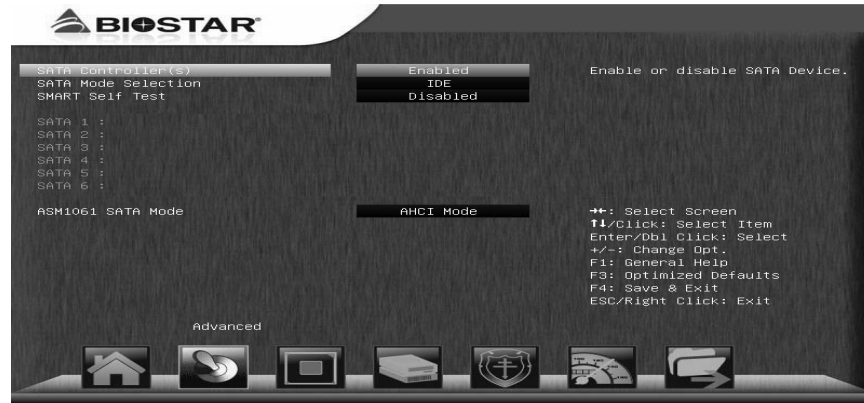 BIOSTAR®
SATA Controller(s) Enabled Enable or disable SATA Device.
SATA Mode Selection IDE
SMART Self Test Disabled
SATA 1 :
SATA 2 :
SATA 3 :
SATA 4 :
SATA 5 :
SATA 6 :
ASM1061 SATA Mode AHCI Mode
→←: Select Screen
↑↓/Click: Select Item
Enter/Dbl Click: Select
+/-: Change Opt.
F1: General Help
F3: Optimized Defaults
F4: Save & Exit
ESC/Right Click: Exit
Advanced